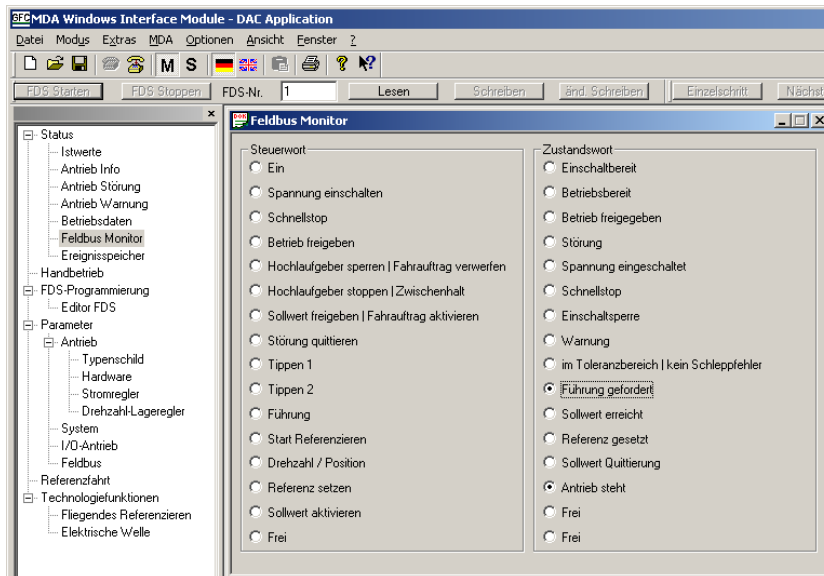 GFC MDA Windows Interface Module - DAC Application
Datei Modus Extras MDA Optionen Ansicht Fenster ?
M S
FDS Starten FDS Stoppen FDS-Nr. 1 Lesen Schreiben änd. Schreiben Einzelschritt Nächst
Status
Istwerte
Antrieb Info
Antrieb Störung
Antrieb Warnung
Betriebsdaten
Feldbus Monitor
Ereignisspeicher
Handbetrieb
FDS-Programmierung
Editor FDS
Parameter
Antrieb
Typenschild
Hardware
Stromregler
Drehzahl-Lageregler
System
I/O-Antrieb
Feldbus
Referenzfahrt
Technologiefunktionen
Fliegendes Referenzieren
Elektrische Welle
Feldbus Monitor
Steuerwort
Ein
Spannung einschalten
Schnellstop
Betrieb freigeben
Hochlaufgeber sperren | Fahrauftrag verwerfen
Hochlaufgeber stoppen | Zwischenhalt
Sollwert freigeben | Fahrauftrag aktivieren
Störung quittieren
Tippen 1
Tippen 2
Führung
Start Referenzieren
Drehzahl / Position
Referenz setzen
Sollwert aktivieren
Frei
Zustandswort
Einschaltbereit
Betriebsbereit
Betrieb freigegeben
Störung
Spannung eingeschaltet
Schnellstop
Einschaltsperre
Warnung
im Toleranzbereich | kein Schleppfehler
Führung gefordert
Sollwert erreicht
Referenz gesetzt
Sollwert Quittierung
Antrieb steht
Frei
Frei